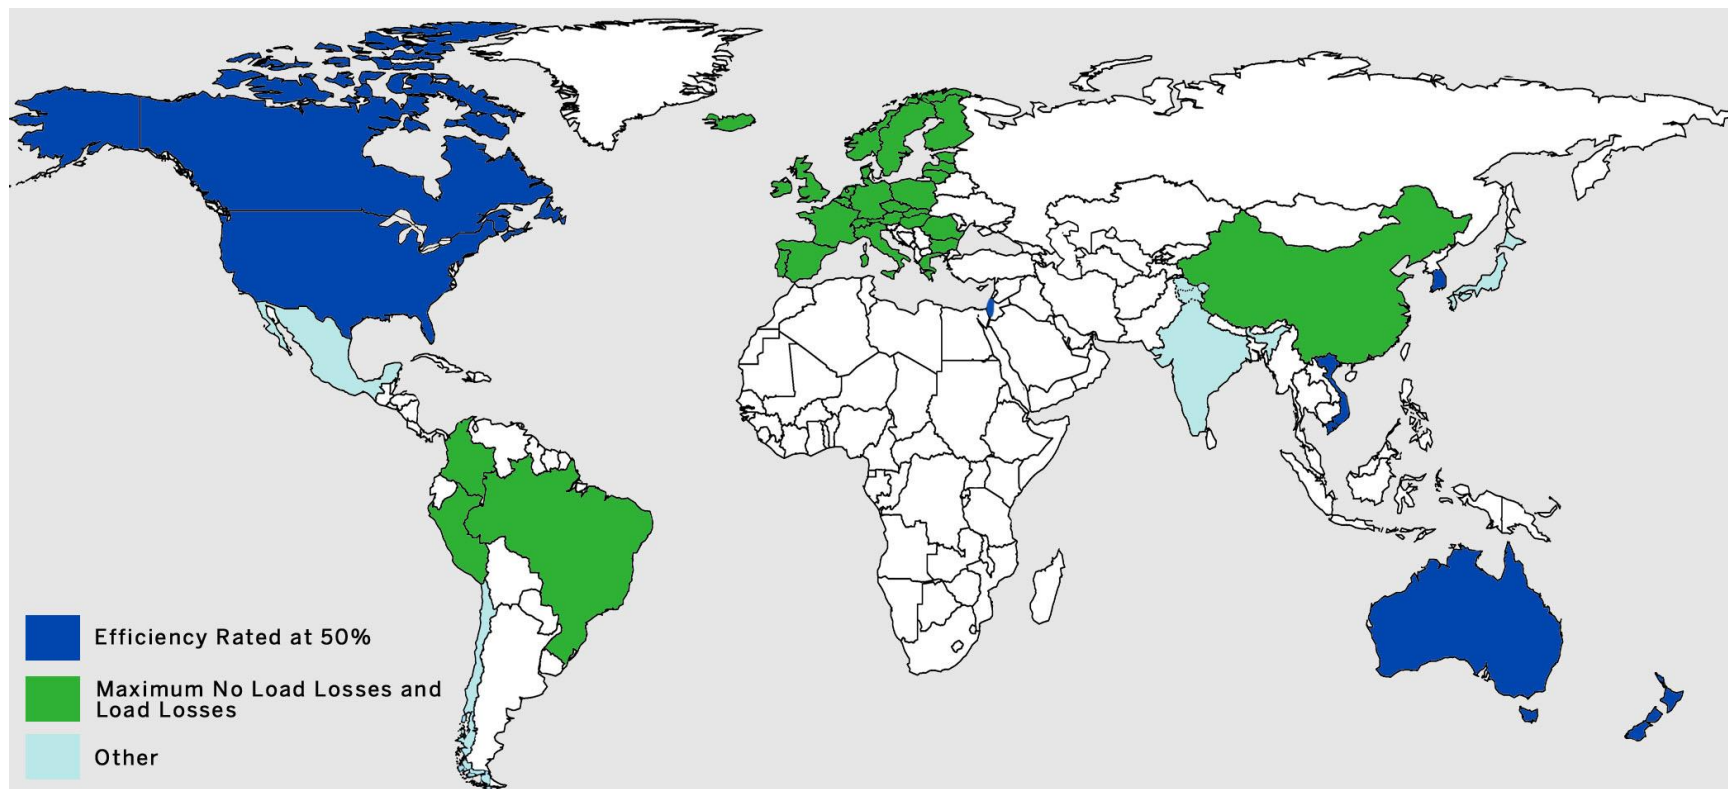 Efficiency Rated at 50%
Maximum No Load Losses and
Load Losses
Other